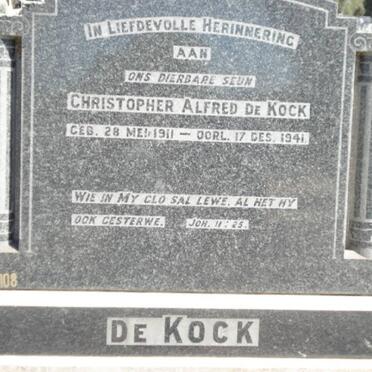 IN LIEFDEVOLLE HERINNERING
AAN
ONS DIERBARE SEUN
CHRISTOPHER ALFRED DE KOCK
GEB. 28 MEI 1911 — OORL. 17 DES. 1941.
WIE IN MY GLO SAL LEWE, AL HET HY
OOK GESTERWE. JOH. 11:25.
108
DE KOCK